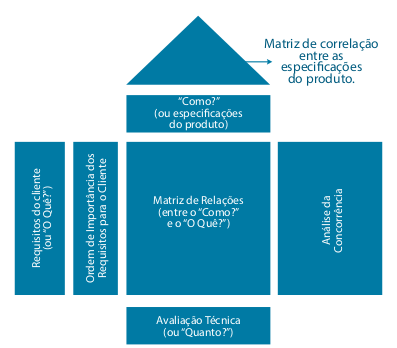 Matriz de correlação
entre as
especificações
do produto.
“Como?”
(ou especificações
do produto)
Requisitos do cliente
(ou “O Quê?”)
Ordem de Importância dos
Requisitos para o Cliente
Matriz de Relações
(entre o “Como?”
e o “O Quê?”)
Análise da
Concorrência
Avaliação Técnica
(ou “Quanto?”)